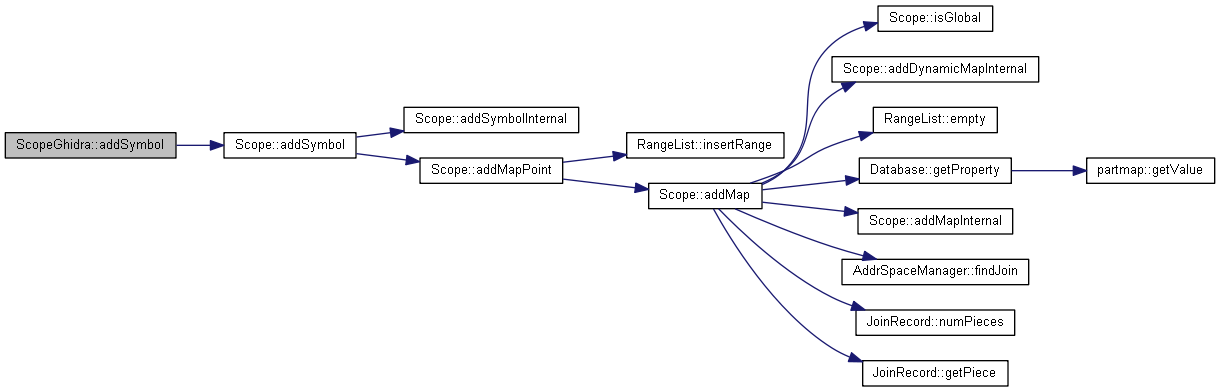 ScopeGhidra::addSymbol
Scope::addSymbol
Scope::addSymbolInternal
Scope::addMapPoint
RangeList::insertRange
Scope::addMap
Scope::isGlobal
Scope::addDynamicMapInternal
RangeList::empty
Database::getProperty
partmap::getValue
Scope::addMapInternal
AddrSpaceManager::findJoin
JoinRecord::numPieces
JoinRecord::getPiece